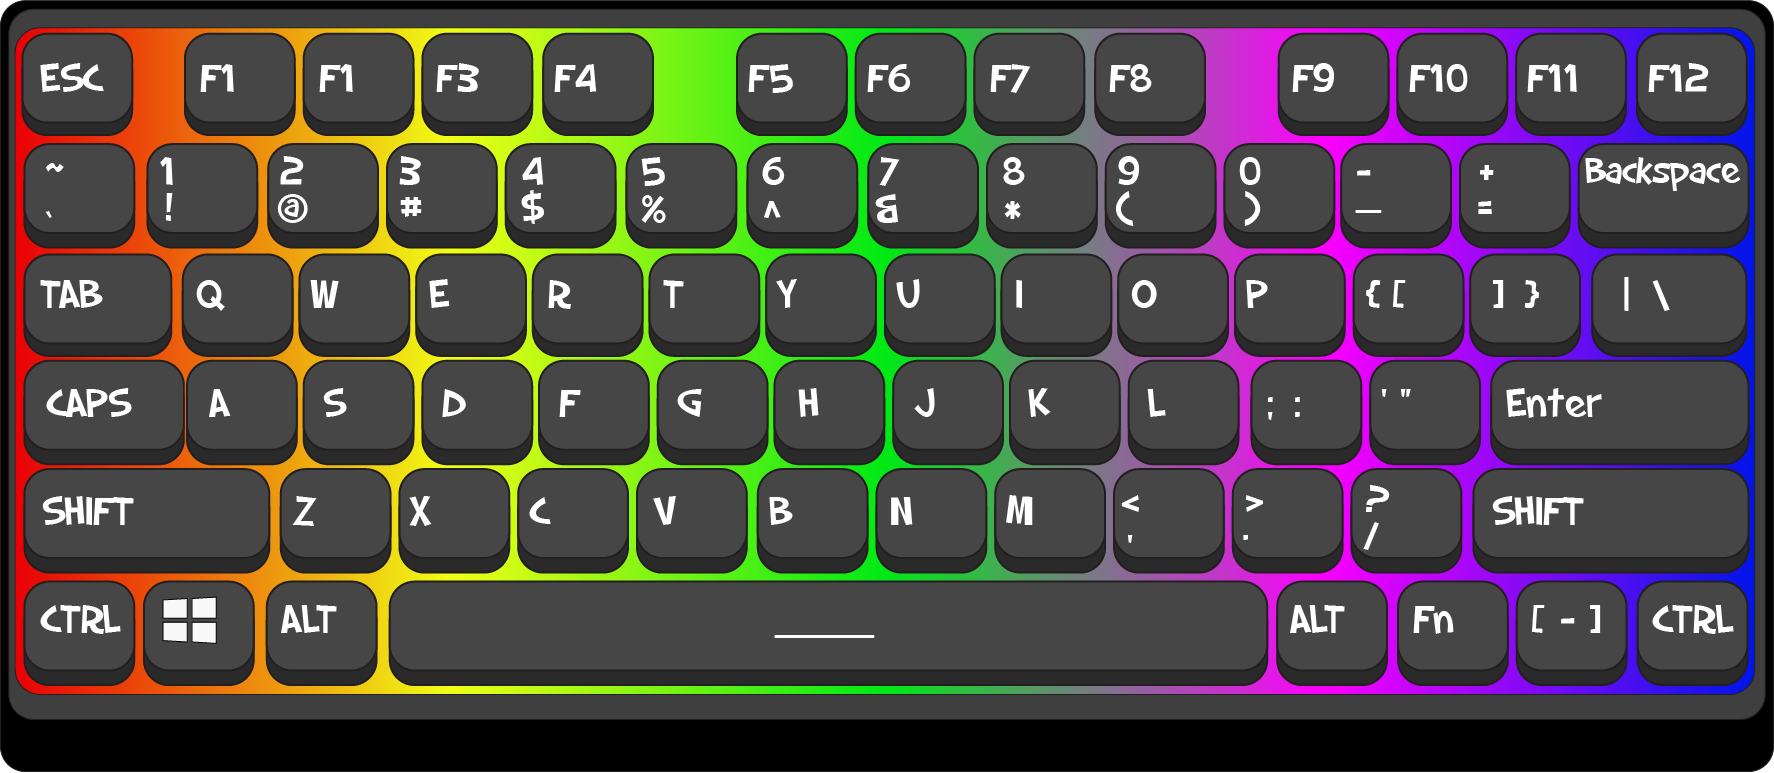 ESC F1 F1 F3 F4 F5 F6 F7 F8 F9 F10 F11 F12
~ 1 2 3 4 5 6 7 8 9 0 - + Backspace
` ! @ # $ % ^ & * ( ) _ =
TAB Q W E R T Y U I O P { [ ] } | \
CAPS A S D F G H J K L ; : ' " Enter
SHIFT Z X C V B N M < > ? SHIFT
' . /
CTRL ALT ALT Fn [ - ] CTRL